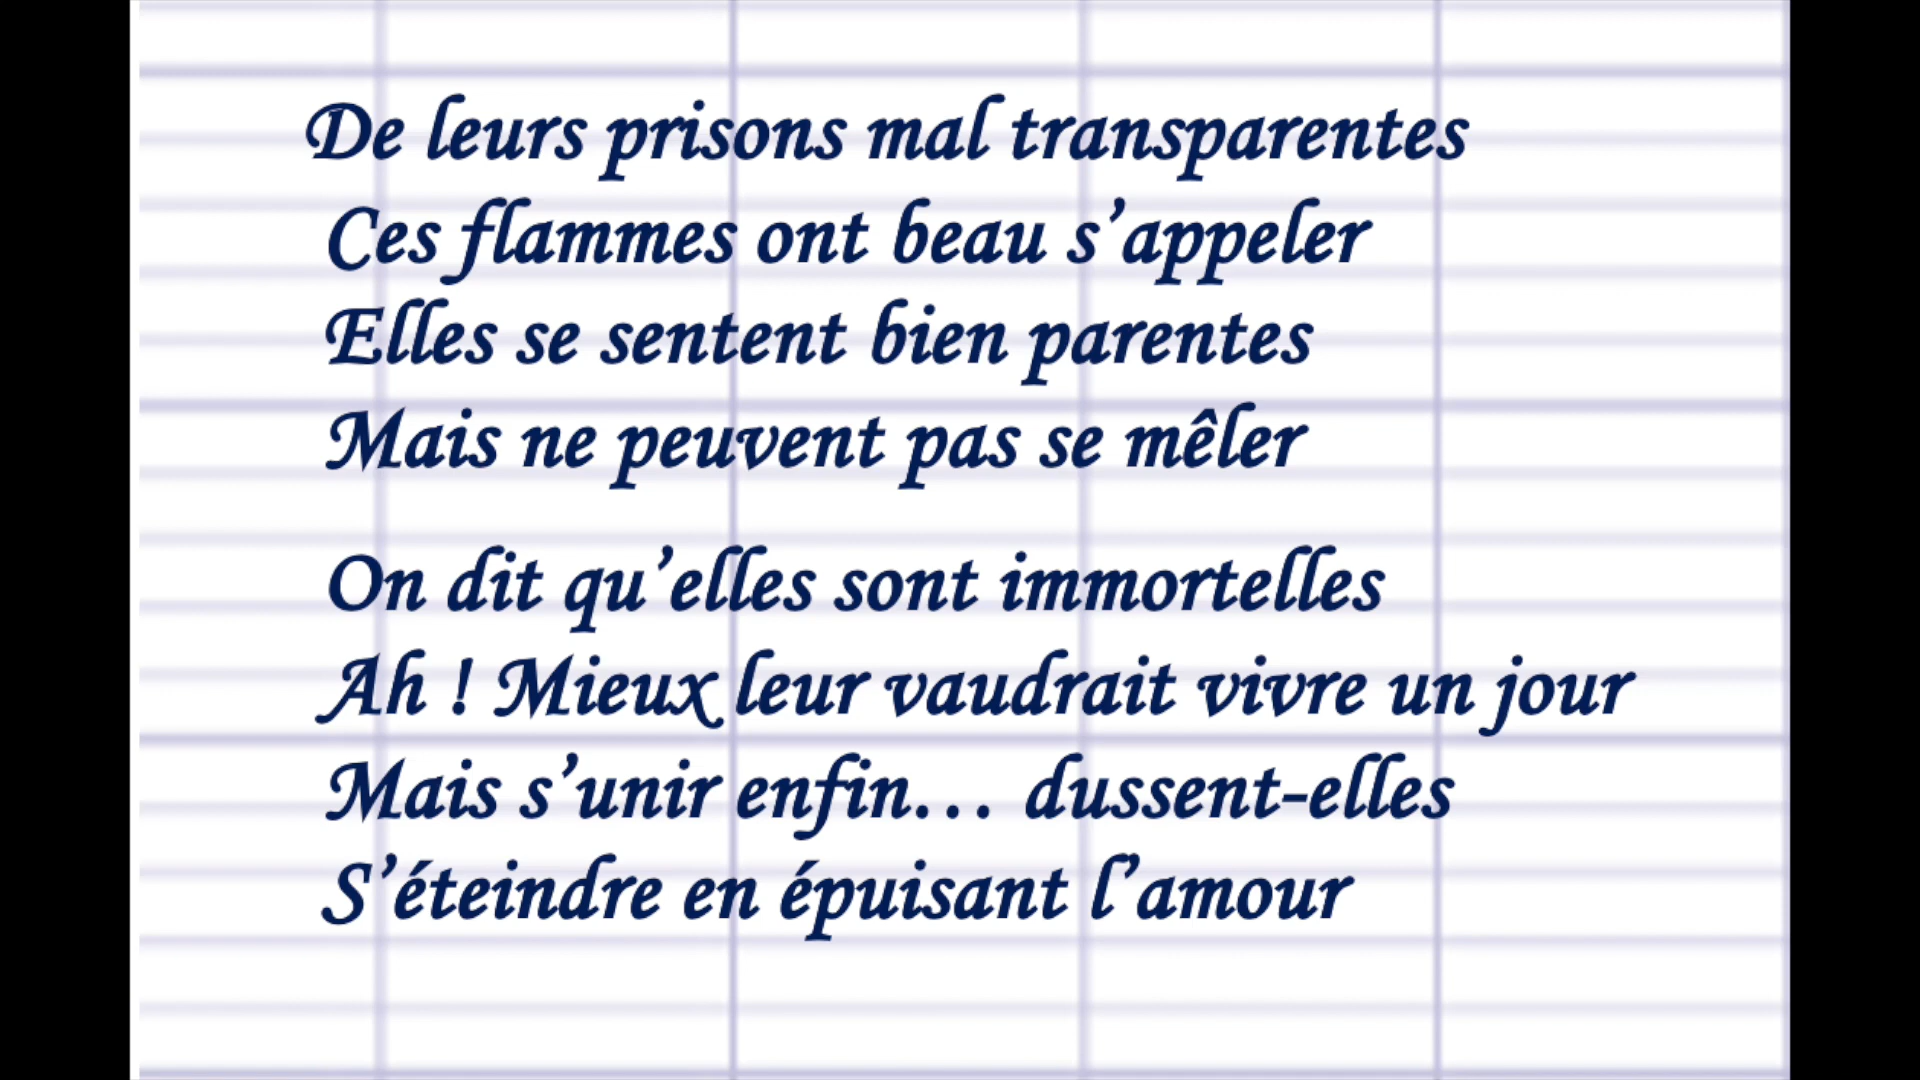 De leurs prisons mal transparentes
Ces flammes ont beau s’appeler
Elles se sentent bien parentes
Mais ne peuvent pas se mêler
On dit qu’elles sont immortelles
Ah ! Mieux leur vaudrait vivre un jour
Mais s’unir enfin… dussent-elles
S’éteindre en épuisant l’amour